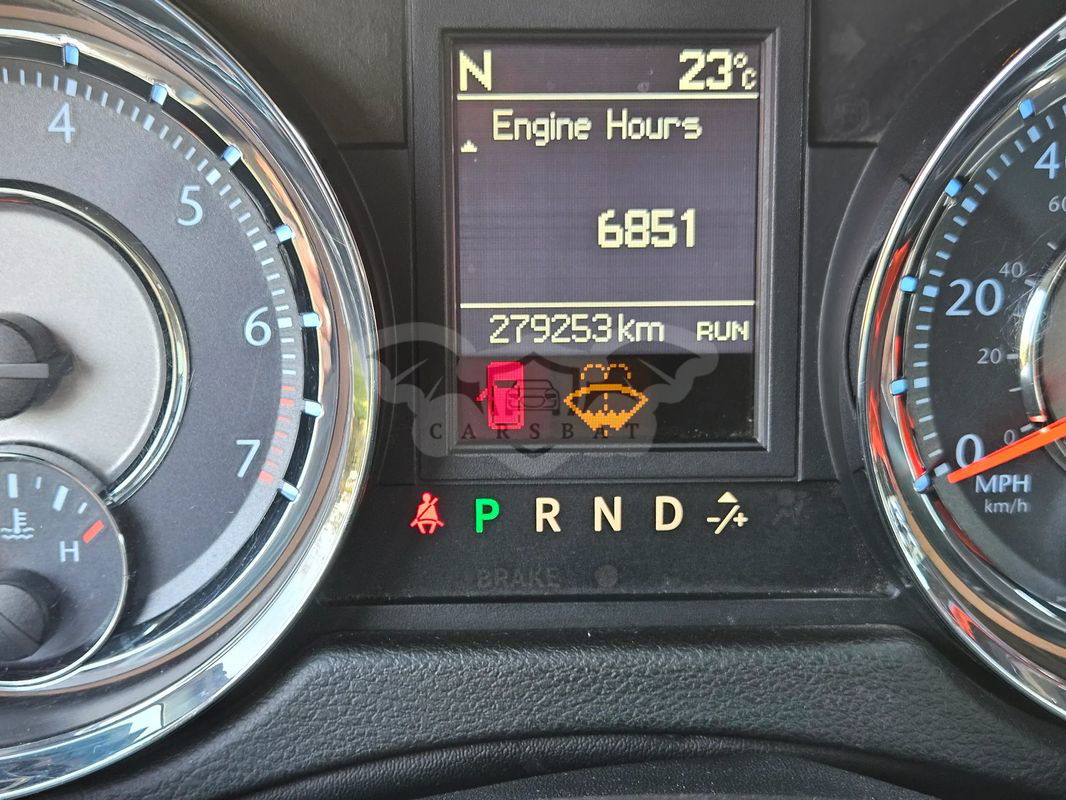 N 23°C
Engine Hours
6851
279253 km RUN
CARSBAT
P R N D -/+
BRAKE
4
5
6
7
H
40
60
40
20
20
0
0
MPH
km/h